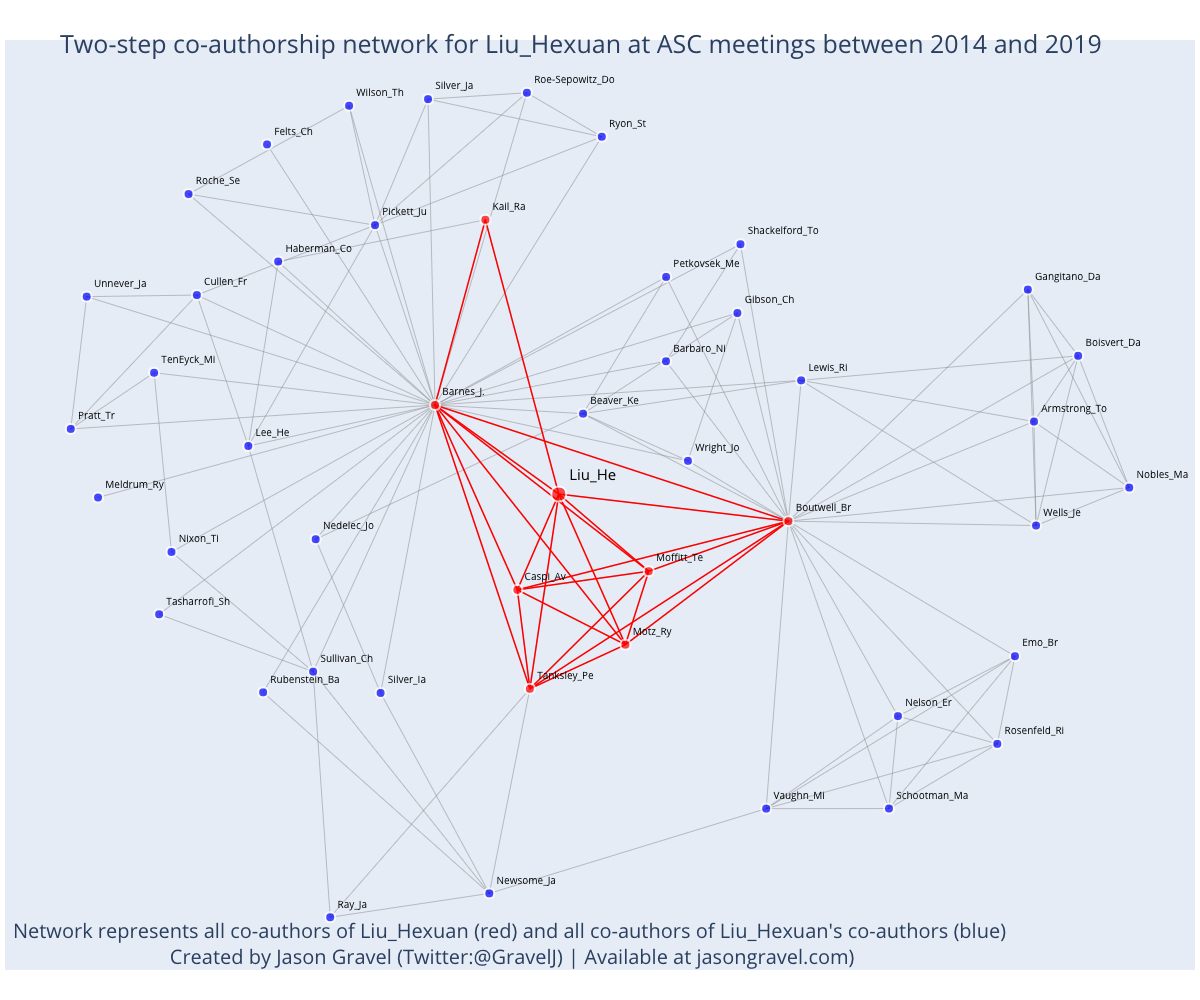 Two-step co-authorship network for Liu_Hexuan at ASC meetings between 2014 and 2019
Roe-Sepowitz_Do
Silver_Ja
Wilson_Th
Ryon_St
Felts_Ch
Roche_Se
Kail_Ra
Pickett_Ju
Shackelford_To
Haberman_Co
Petkovsek_Me
Gangitano_Da
Cullen_Fr
Unnever_Ja
Gibson_Ch
Boisvert_Da
Barbaro_Ni
TenEyck_Mi
Lewis_Ri
Barnes_J.
Beaver_Ke
Armstrong_To
Pratt_Tr
Lee_He
Wright_Jo
Liu_He
Nobles_Ma
Meldrum_Ry
Boutwell_Br
Wells_Je
Nedelec_Jo
Nixon_Ti
Moffitt_Te
Caspi_Av
Tasharrofi_Sh
Motz_Ry
Emo_Br
Sullivan_Ch
Tanksley_Pe
Rubenstein_Ba
Silver_Ia
Nelson_Er
Rosenfeld_Ri
Vaughn_Mi
Schootman_Ma
Newsome_Ja
Ray_Ja
Network represents all co-authors of Liu_Hexuan (red) and all co-authors of Liu_Hexuan's co-authors (blue)
Created by Jason Gravel (Twitter:@GravelJ) | Available at jasongravel.com)